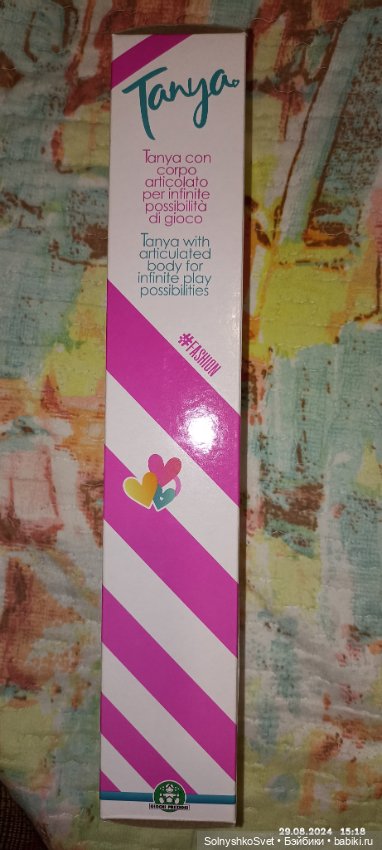 Tanya
Tanya con
corpo
articolato
per infinite
possibilità
di gioco
Tanya with
articulated
body for
infinite play
possibilities
#FASHION
GIOCHI PREZIOSI
29.08.2024 15:18
SolnyshkoSvet • Бэйбики • babiki.ru